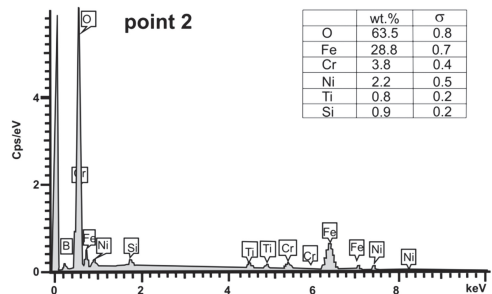 point 2
wt.% σ
O 63.5 0.8
Fe 28.8 0.7
Cr 3.8 0.4
Ni 2.2 0.5
Ti 0.8 0.2
Si 0.9 0.2
Cps/eV
4
2
0
O
Cr
B
Fe
Ni
Si
Ti
Ti
Cr
Cr
Fe
Fe
Ni
Ni
0 2 4 6 8 keV